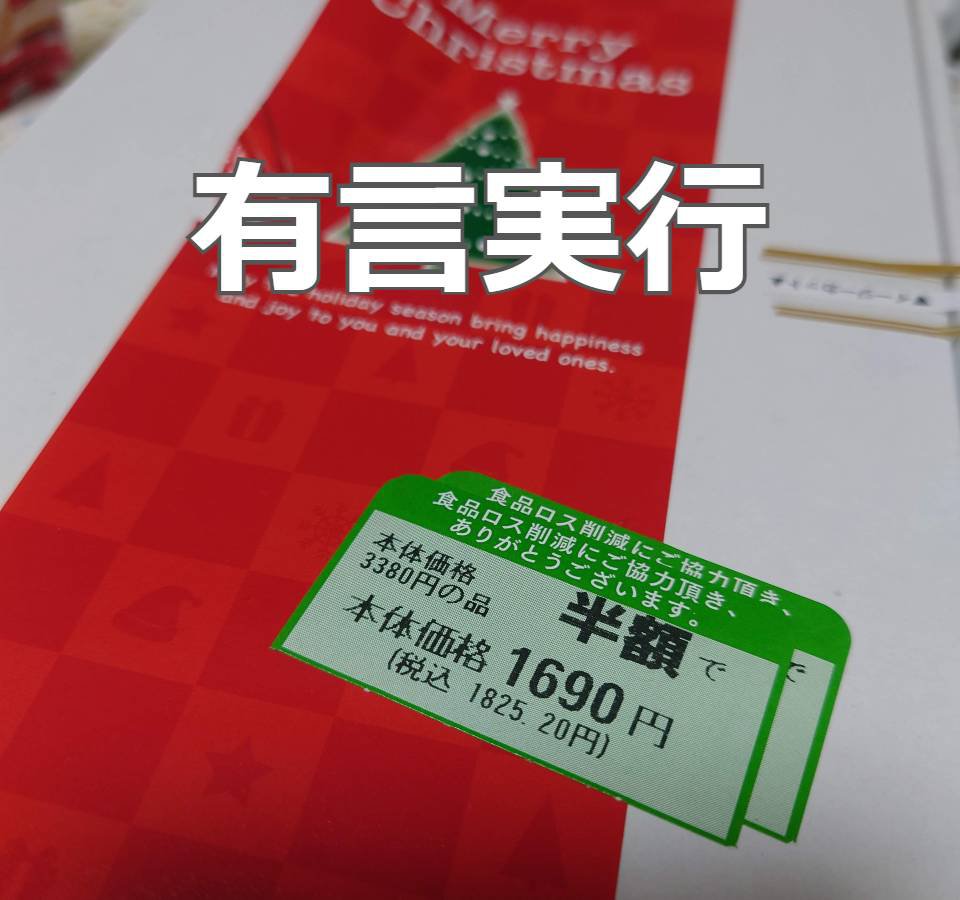 Merry
Christmas
有言実行
holiday season bring happiness
and joy to you and your loved ones.
食品ロス削減にご協力頂き、
食品ロス削減にご協力頂き、
ありがとうございます。
本体価格
3380円の品
半額で
で
本体価格 1690円
(税込 1825.20円)